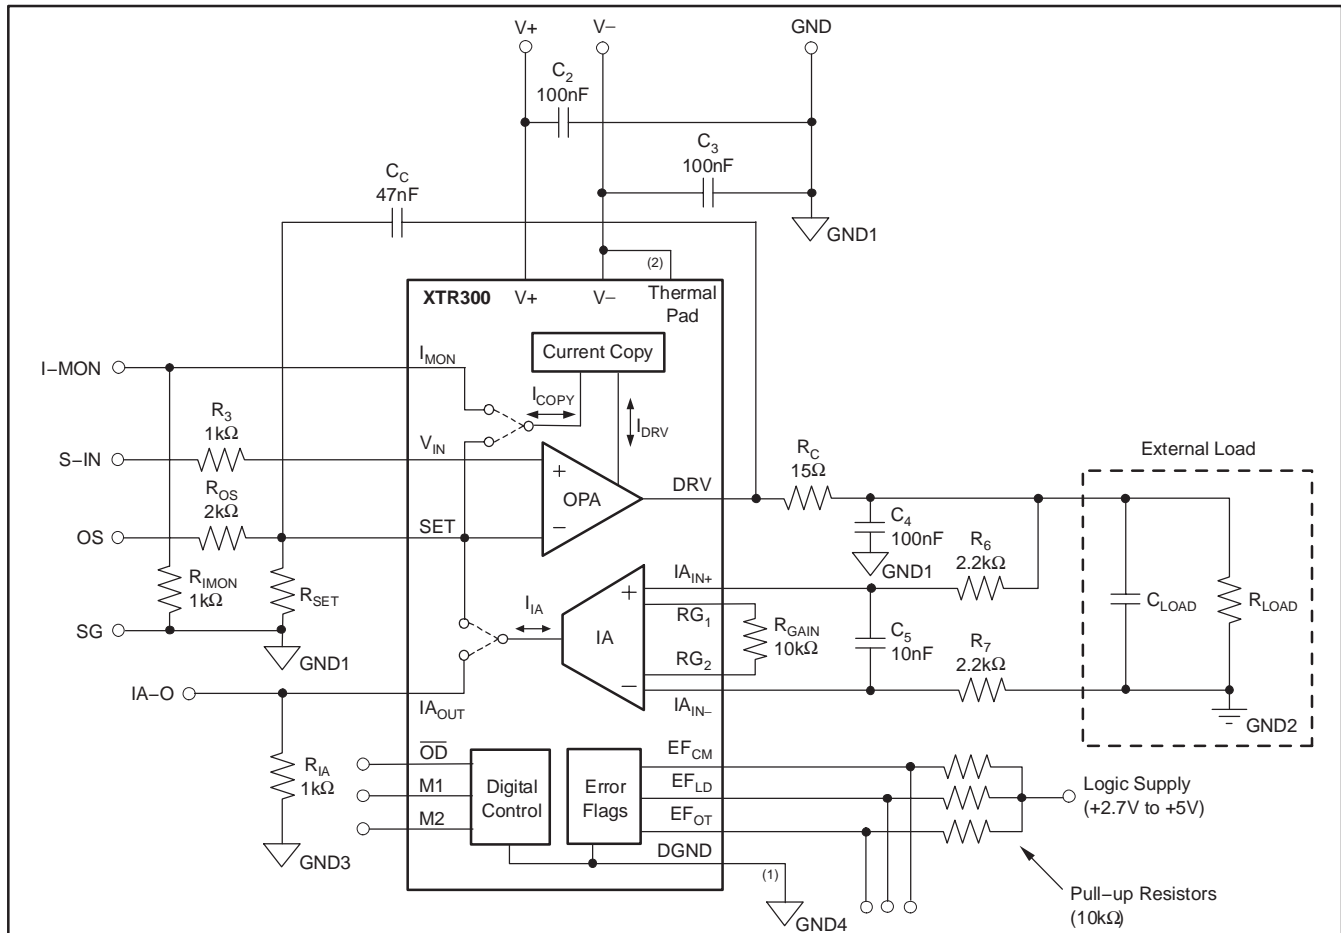 V+
V−
GND
C2
100nF
C3
100nF
CC
47nF
GND1
(2)
XTR300
V+
V−
Thermal
Pad
I−MON
IMON
Current Copy
ICOPY
IDRV
R3
1kΩ
VIN
S−IN
ROS
2kΩ
OPA
DRV
RC
15Ω
External Load
OS
SET
C4
100nF
GND1
R6
2.2kΩ
RIMON
1kΩ
RSET
IAIN+
IIA
RG1
IA
RGAIN
10kΩ
RG2
C5
10nF
CLOAD
RLOAD
SG
GND1
R7
2.2kΩ
IA−O
IAOUT
IAIN−
GND2
RIA
1kΩ
GND3
OD
M1
M2
Digital
Control
Error
Flags
EFCM
EFLD
EFOT
DGND
Logic Supply
(+2.7V to +5V)
(1)
GND4
Pull−up Resistors
(10kΩ)